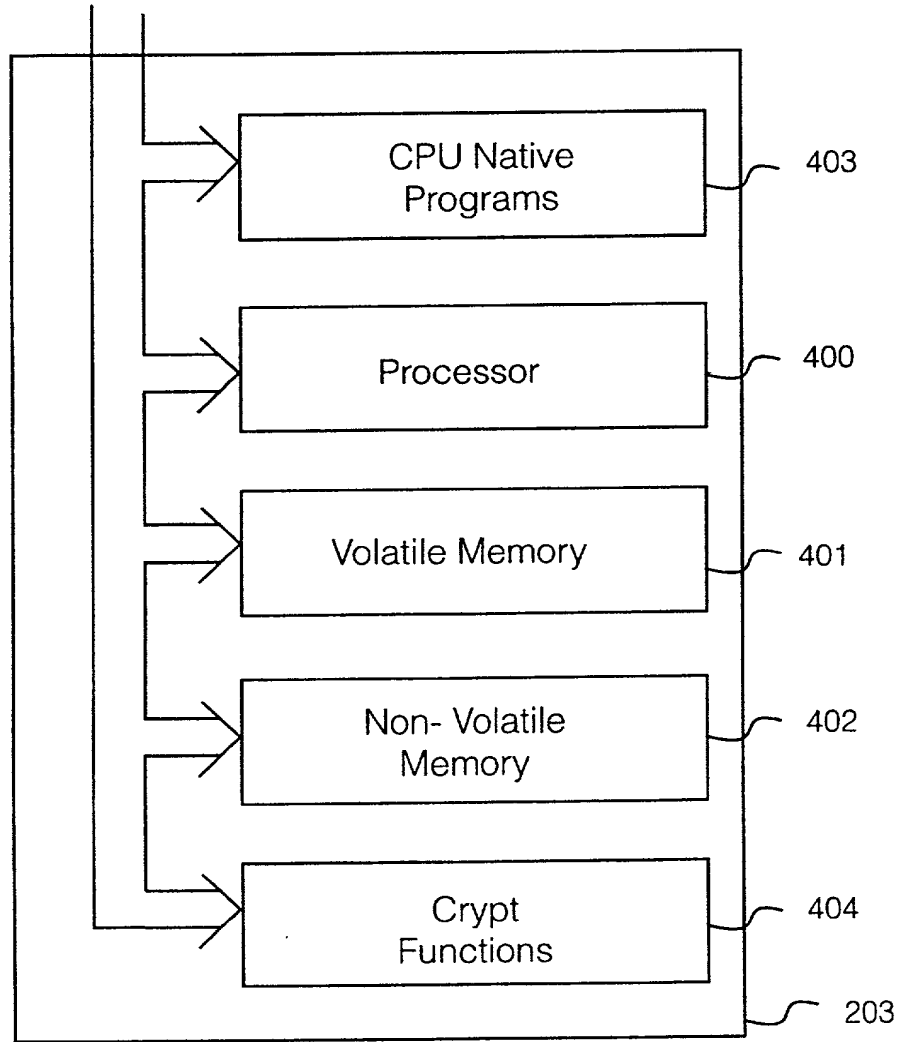 CPU Native
Programs
403
Processor
400
Volatile Memory
401
Non- Volatile
Memory
402
Crypt
Functions
404
203